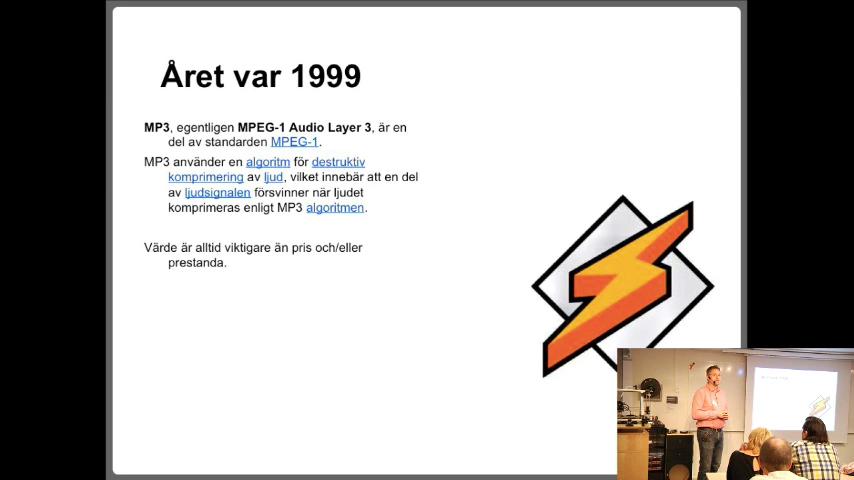 Året var 1999
MP3, egentligen MPEG-1 Audio Layer 3, är en
del av standarden MPEG-1.
MP3 använder en algoritm för destruktiv
komprimering av ljud, vilket innebär att en del
av ljudsignalen försvinner när ljudet
komprimeras enligt MP3 algoritmen.
Värde är alltid viktigare än pris och/eller
prestanda.